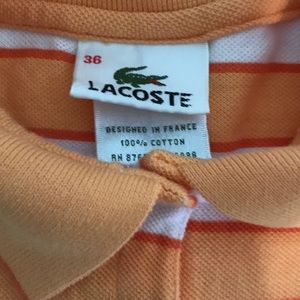 36
LACOSTE
DESIGNED IN FRANCE
100% COTTON
RN